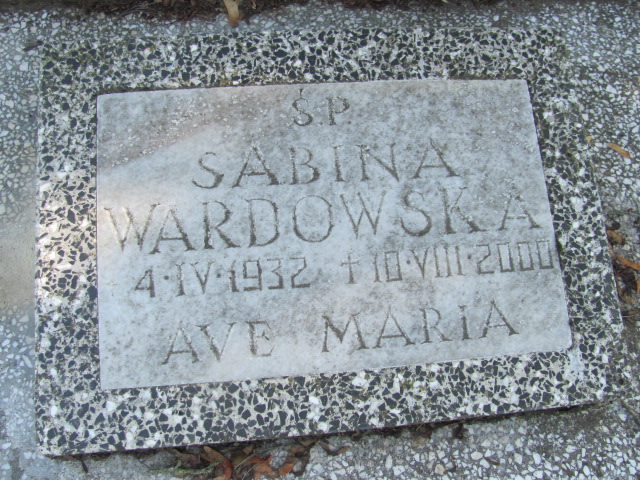 ŚP
SABINA
WARDOWSKA
4·IV·1932 +10·VIII·2000
AVE MARIA